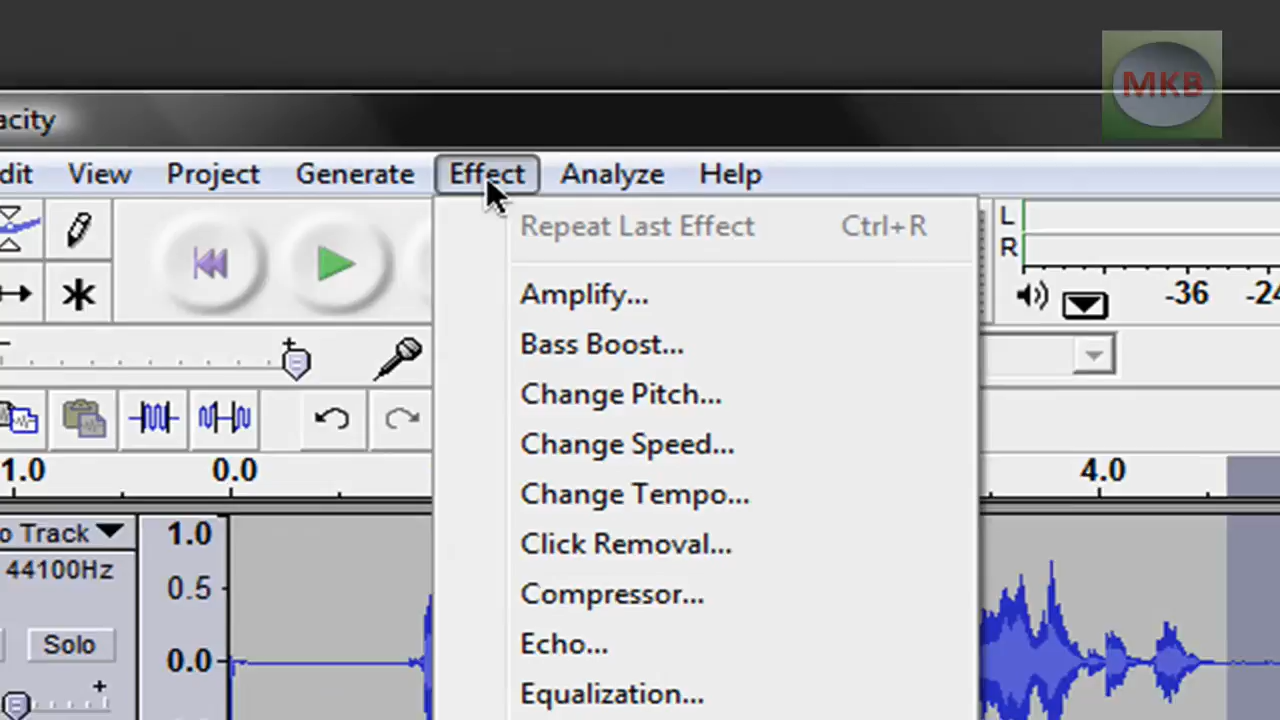 MKB
acity
dit View Project Generate Effect Analyze Help
Repeat Last Effect Ctrl+R
Amplify...
Bass Boost...
Change Pitch...
Change Speed...
Change Tempo...
Click Removal...
Compressor...
Echo...
Equalization...
L
R
-36 -24
1.0 0.0 4.0
o Track
44100Hz
Solo
1.0
0.5
0.0